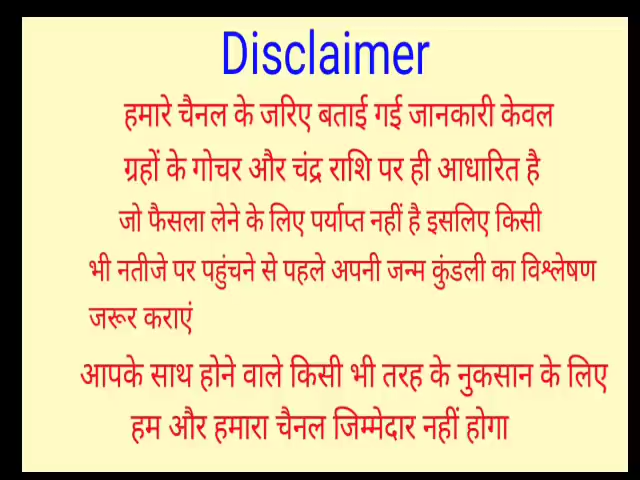 Disclaimer
हमारे चैनल के जरिए बताई गई जानकारी केवल
ग्रहों के गोचर और चंद्र राशि पर ही आधारित है
जो फैसला लेने के लिए पर्याप्त नहीं है इसलिए किसी
भी नतीजे पर पहुंचने से पहले अपनी जन्म कुंडली का विश्लेषण
जरूर कराएं
आपके साथ होने वाले किसी भी तरह के नुकसान के लिए
हम और हमारा चैनल जिम्मेदार नहीं होगा